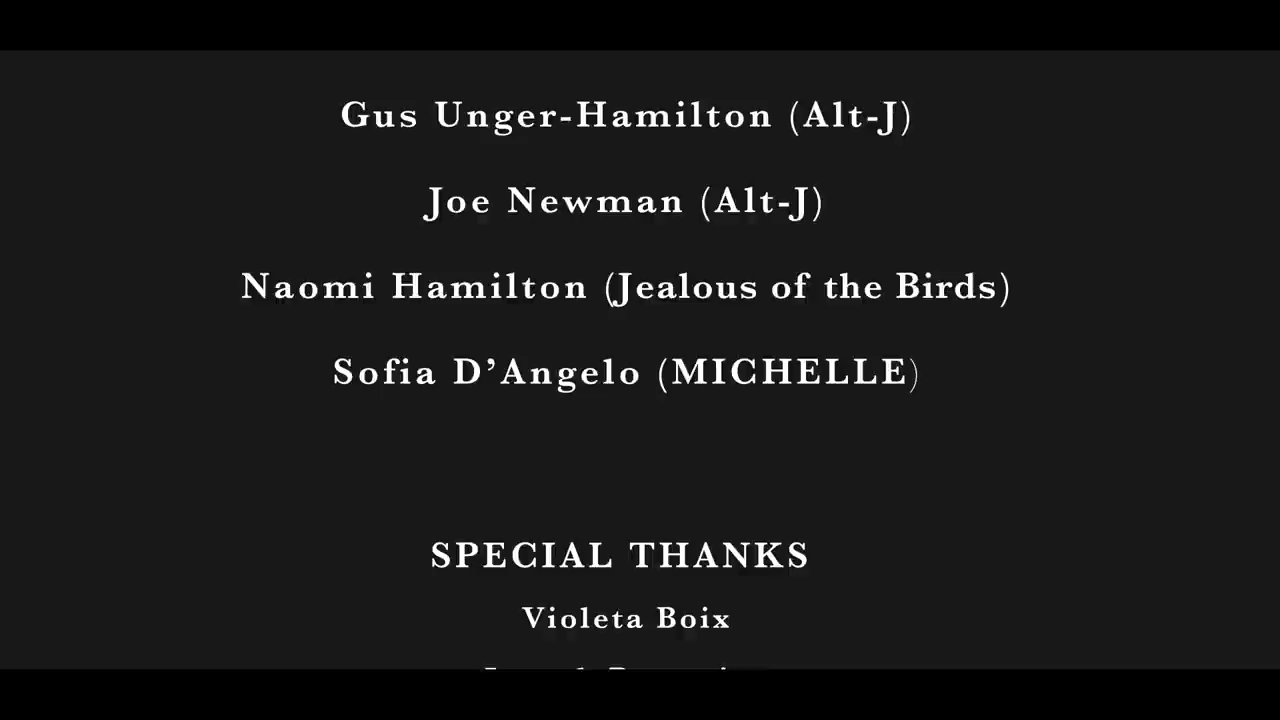 Gus Unger-Hamilton (Alt-J)
Joe Newman (Alt-J)
Naomi Hamilton (Jealous of the Birds)
Sofia D’Angelo (MICHELLE)
SPECIAL THANKS
Violeta Boix